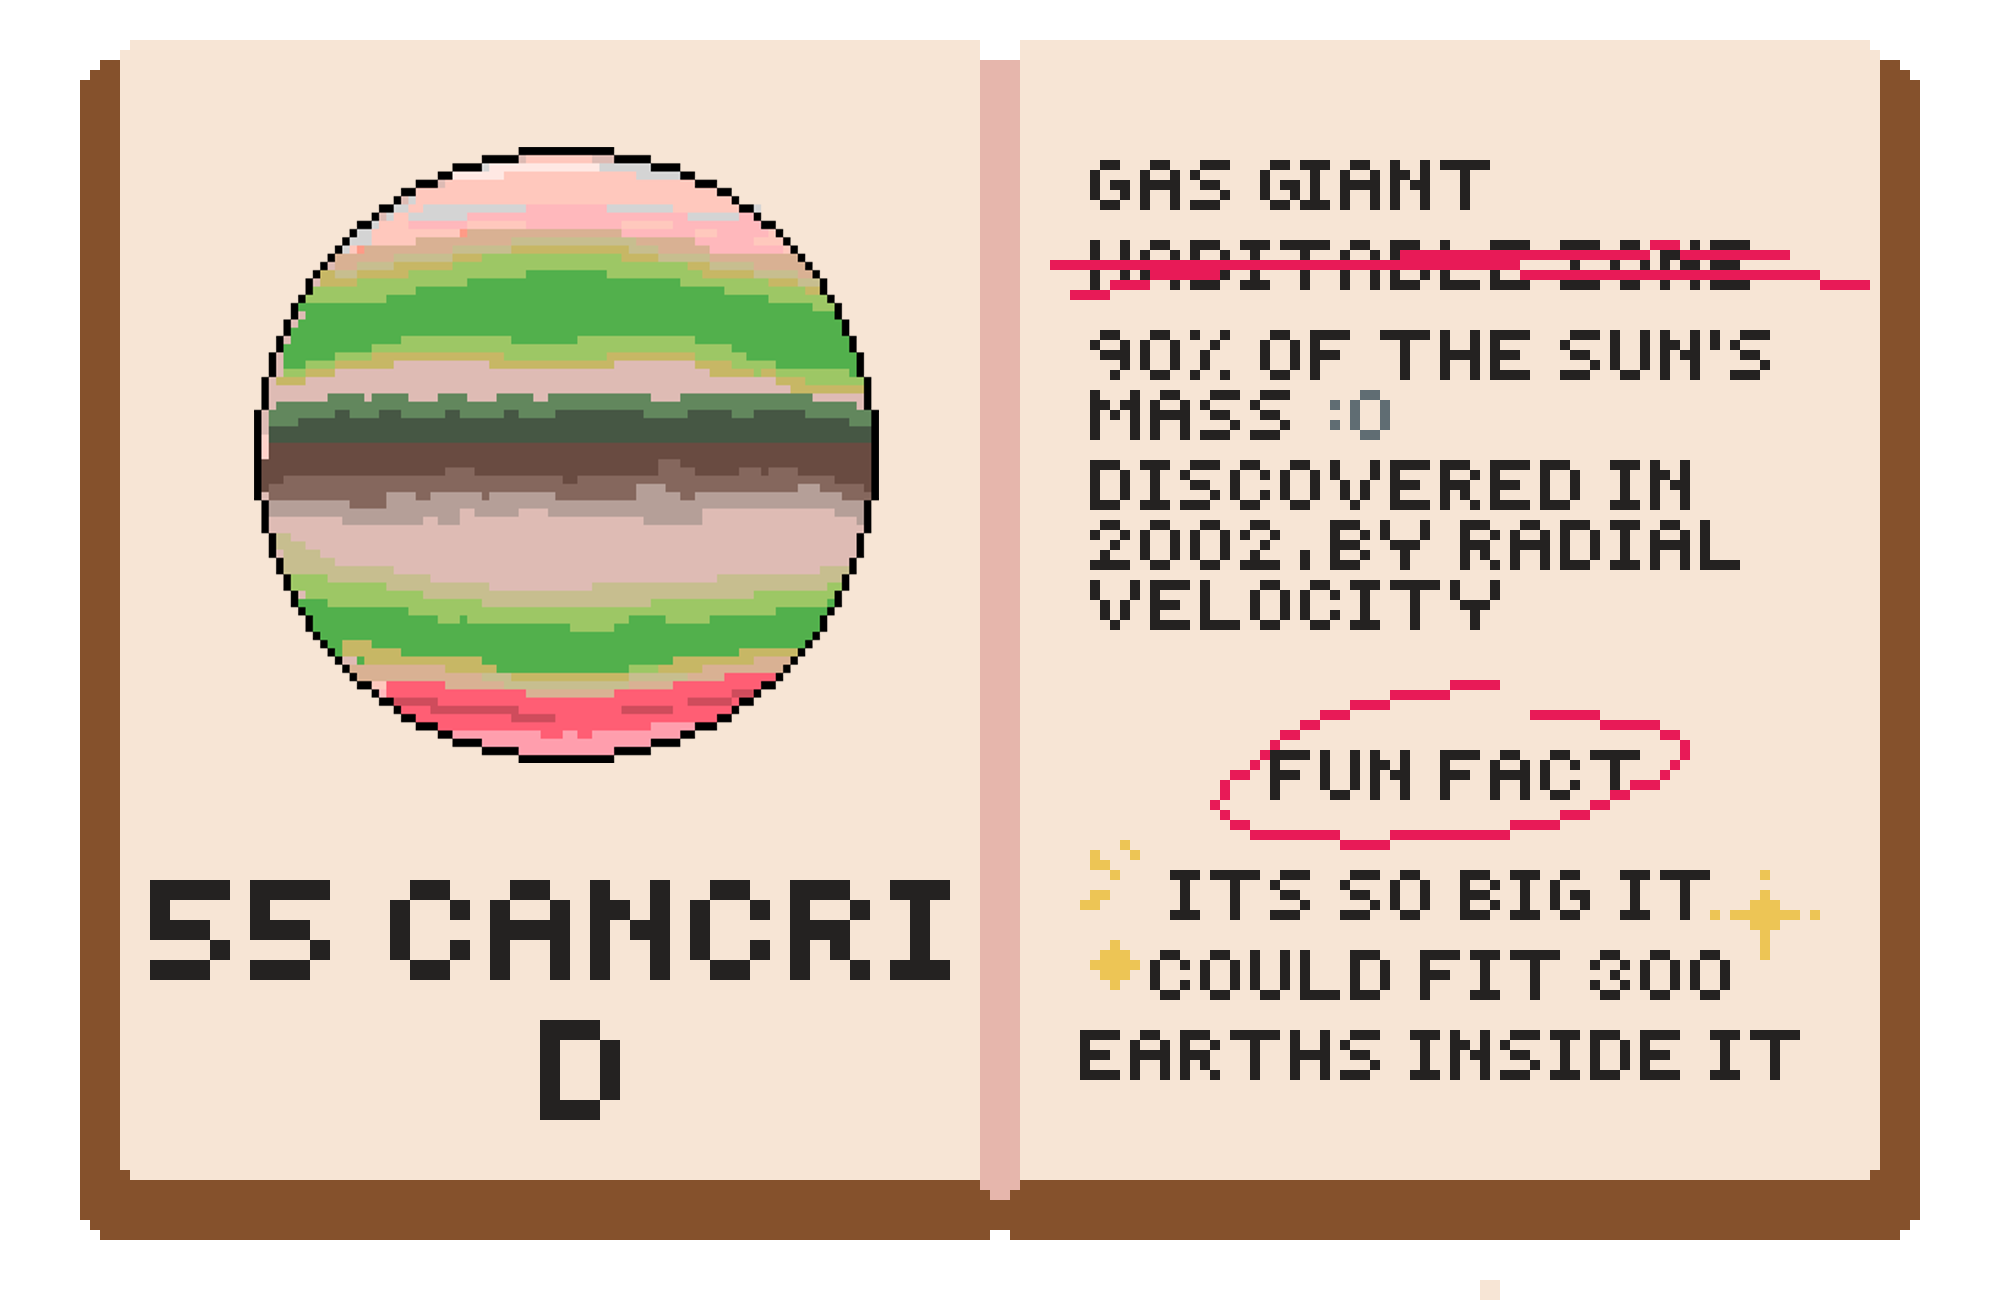 55 CANCRI
D
GAS GIANT
HABITABLE ZONE
90% OF THE SUN'S
MASS :O
DISCOVERED IN
2002,BY RADIAL
VELOCITY
FUN FACT
ITS SO BIG IT
COULD FIT 300
EARTHS INSIDE IT